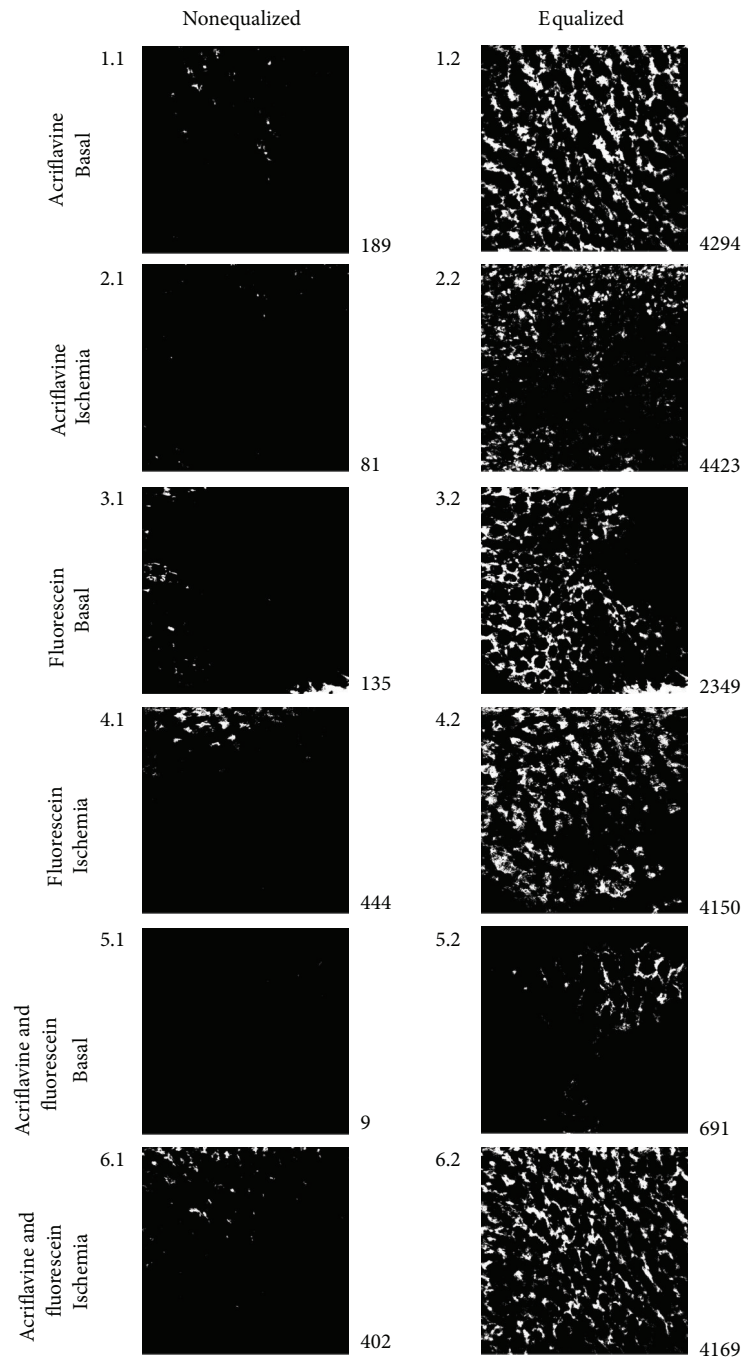 Nonequalized
Equalized
Acriflavine
Basal
1.1
189
1.2
4294
Acriflavine
Ischemia
2.1
81
2.2
4423
Fluorescein
Basal
3.1
135
3.2
2349
Fluorescein
Ischemia
4.1
444
4.2
4150
Acriflavine and
fluorescein
Basal
5.1
9
5.2
691
Acriflavine and
fluorescein
Ischemia
6.1
402
6.2
4169